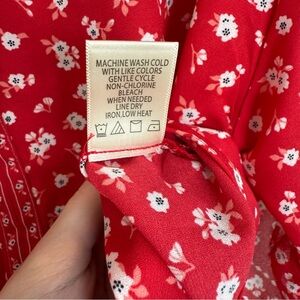 MACHINE WASH COLD
WITH LIKE COLORS
GENTLE CYCLE
NON-CHLORINE
BLEACH
WHEN NEEDED
LINE DRY
IRON.LOW HEAT